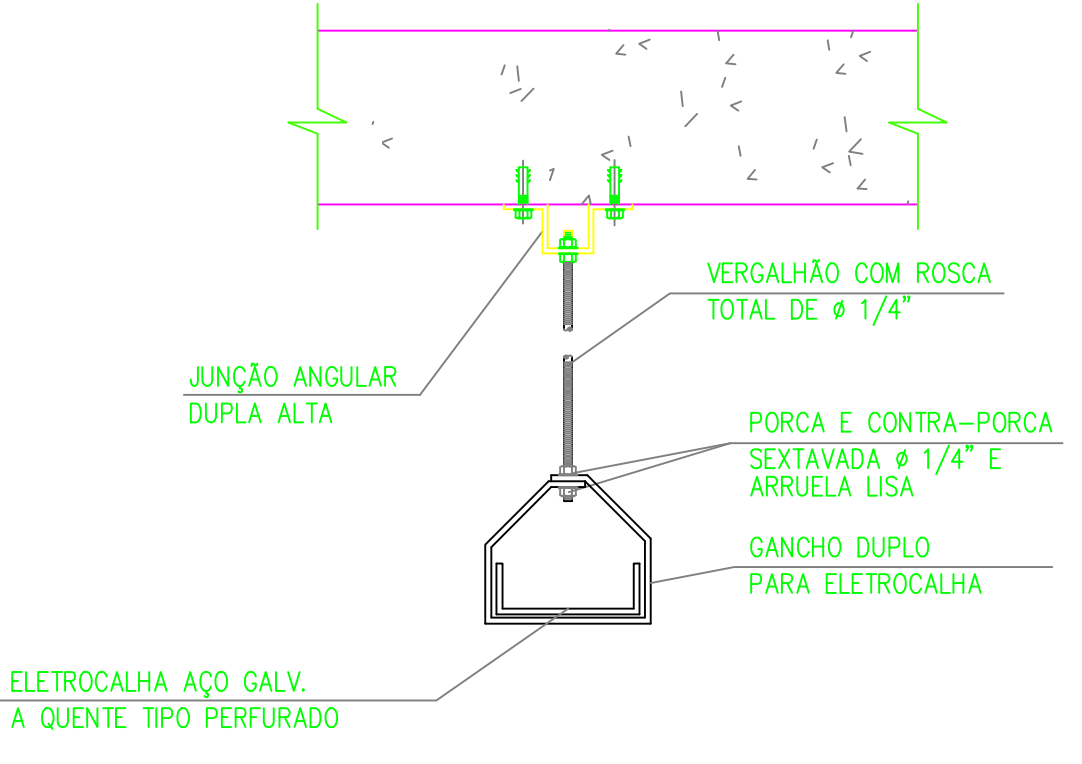 VERGALHÃO COM ROSCA
TOTAL DE ø 1/4"
JUNÇÃO ANGULAR
DUPLA ALTA
PORCA E CONTRA-PORCA
SEXTAVADA ø 1/4" E
ARRUELA LISA
GANCHO DUPLO
PARA ELETROCALHA
ELETROCALHA AÇO GALV.
A QUENTE TIPO PERFURADO